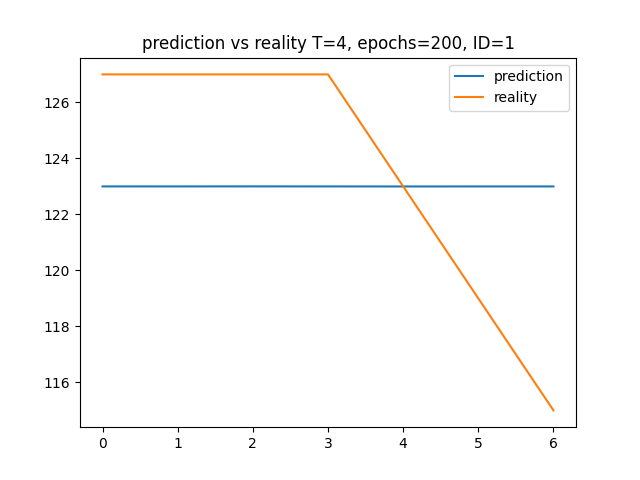 prediction vs reality T=4, epochs=200, ID=1
prediction
reality
126
124
122
120
118
116
0 1 2 3 4 5 6